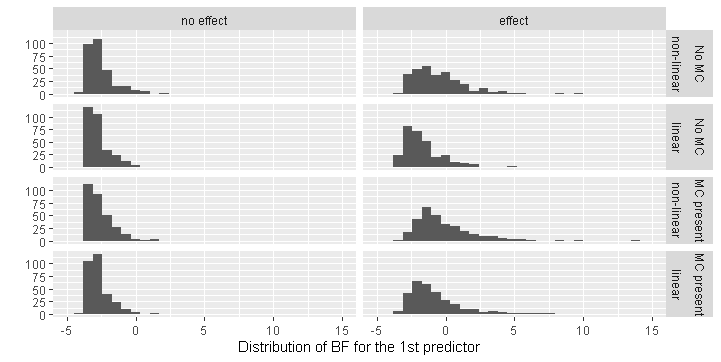 no effect effect
100
75
50
25
0
non-linear No MC
100
75
50
25
0
linear No MC
100
75
50
25
0
non-linear MC present
100
75
50
25
0
linear MC present
-5 0 5 10 15 -5 0 5 10 15
Distribution of BF for the 1st predictor